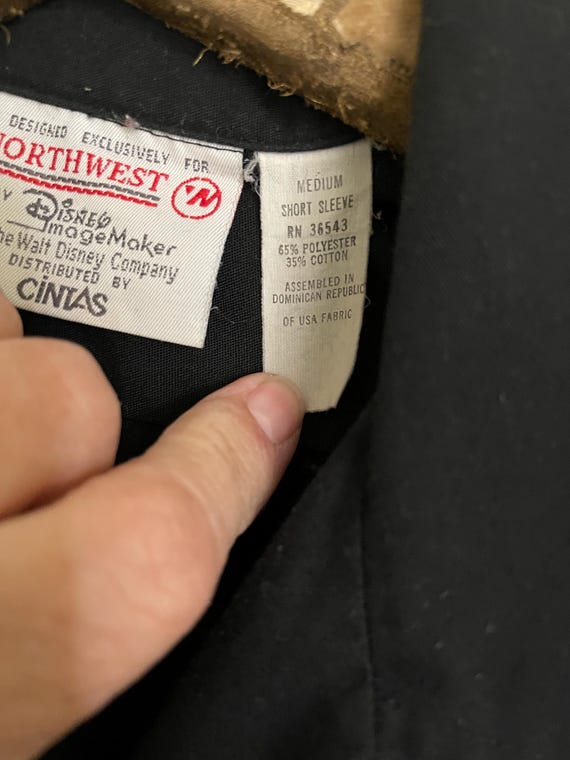 DESIGNED EXCLUSIVELY FOR
NORTHWEST
Disney
ImageMaker
The Walt Disney Company
DISTRIBUTED BY
CINTAS
MEDIUM
SHORT SLEEVE
RN 36543
65% POLYESTER
35% COTTON
ASSEMBLED IN
DOMINICAN REPUBLIC
OF USA FABRIC